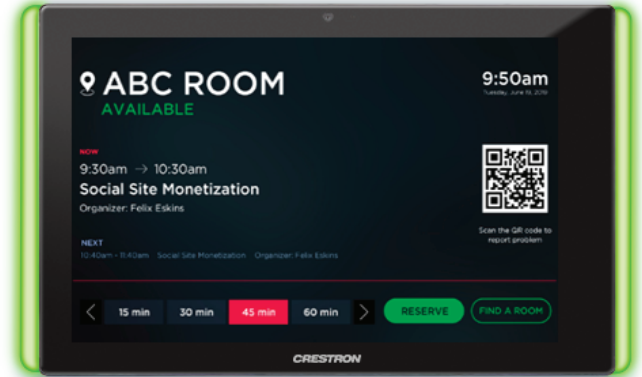 ABC ROOM
AVAILABLE
9:50am
Tuesday, June 19, 2018
NOW
9:30am → 10:30am
Social Site Monetization
Organizer: Felix Eskins
Scan the QR code to
report problem
NEXT
10:40am - 11:40am Social Site Monetization Organizer: Felix Eskins
15 min 30 min 45 min 60 min RESERVE FIND A ROOM
CRESTRON